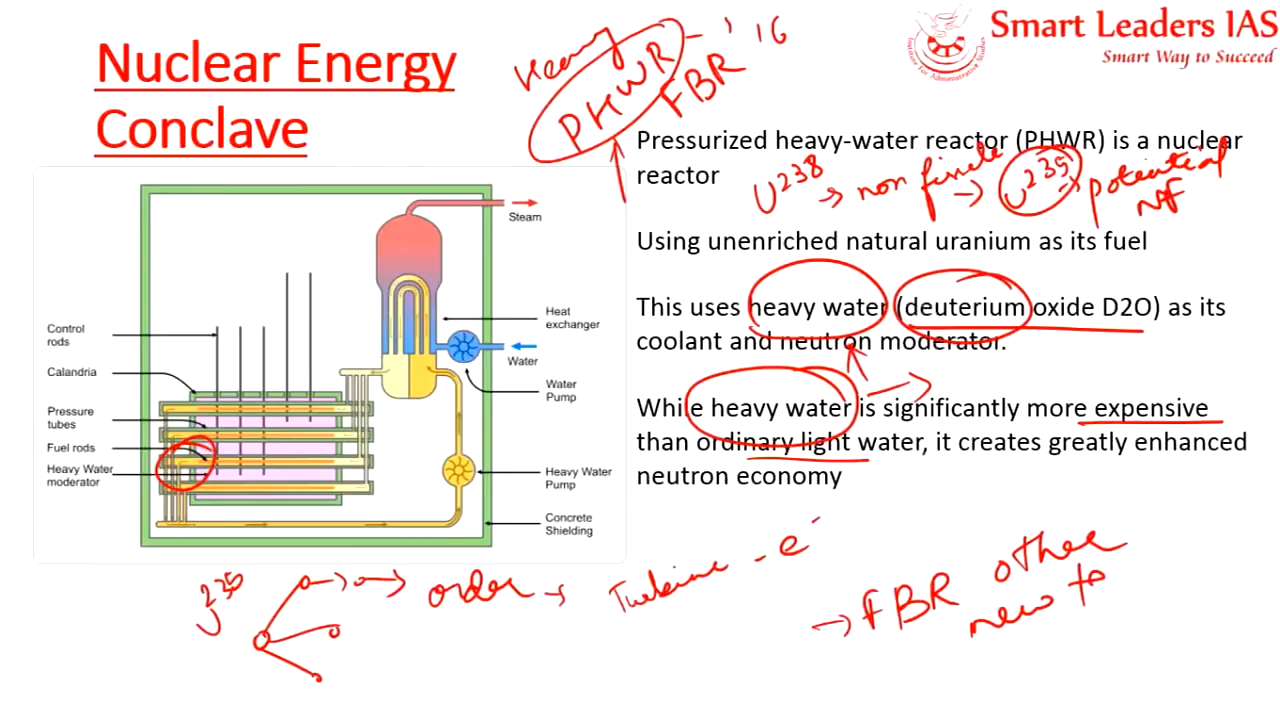 Nuclear Energy
Conclave
Smart Leaders IAS
Smart Way to Succeed
Heavy
PHWR - '16
FBR
Pressurized heavy-water reactor (PHWR) is a nuclear
reactor
U238 → non fissile → U235 → potential
NF
Using unenriched natural uranium as its fuel
This uses heavy water (deuterium oxide D2O) as its
coolant and neutron moderator.
While heavy water is significantly more expensive
than ordinary light water, it creates greatly enhanced
neutron economy
Steam
Heat
exchanger
Water
Water
Pump
Heavy Water
Pump
Concrete
Shielding
Control
rods
Calandria
Pressure
tubes
Fuel rods
Heavy Water
moderator
U235
order → Turbine - e-
→ FBR other
new